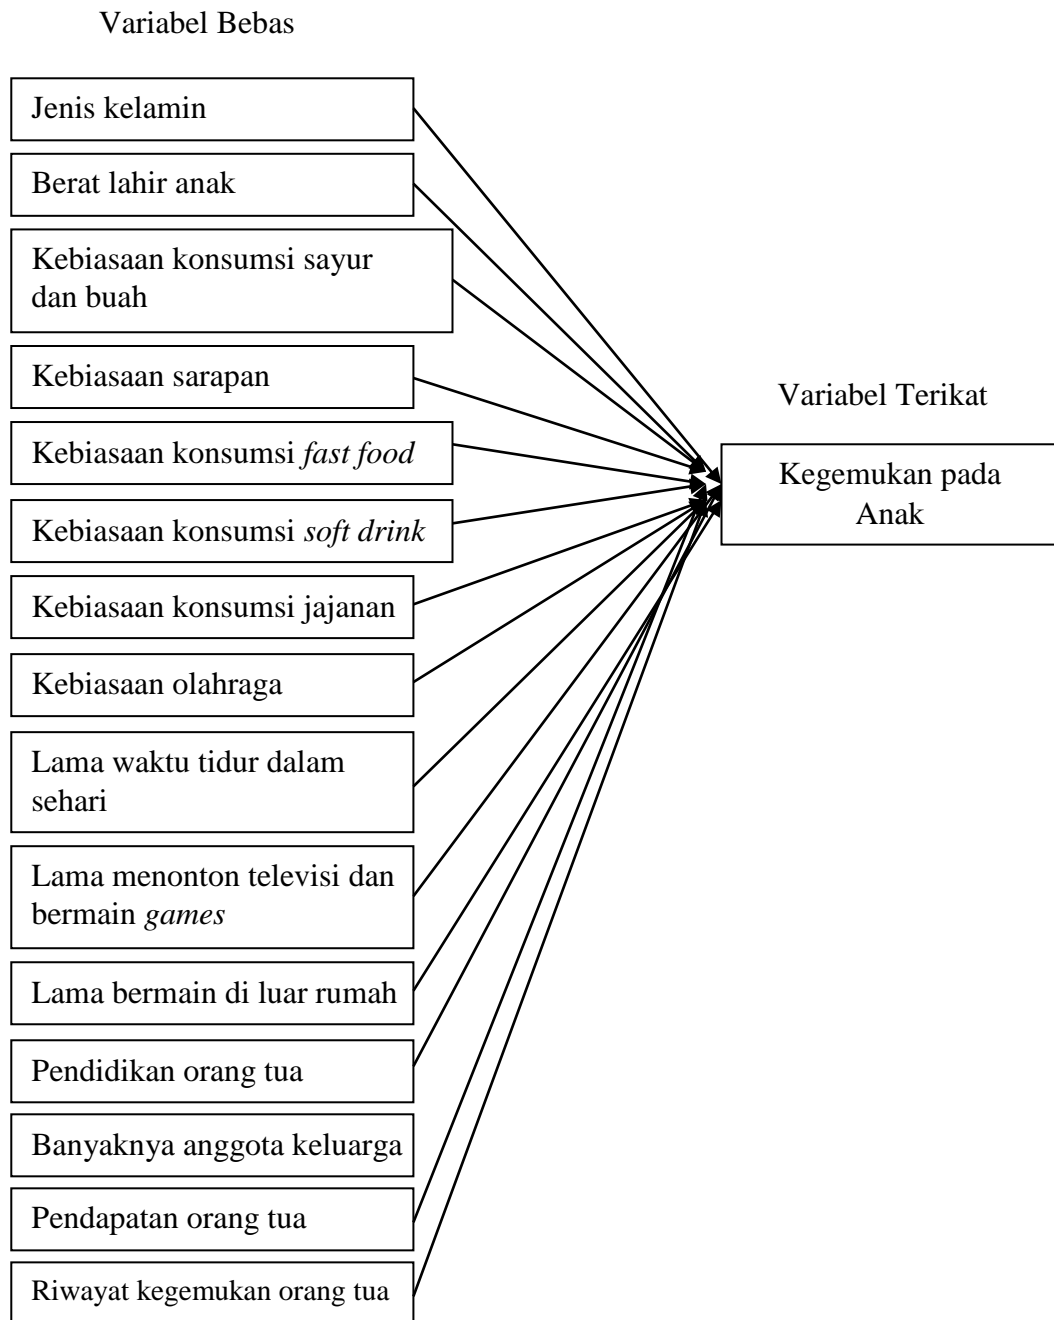 Variabel Bebas
Jenis kelamin
Berat lahir anak
Kebiasaan konsumsi sayur
dan buah
Kebiasaan sarapan
Kebiasaan konsumsi fast food
Kebiasaan konsumsi soft drink
Kebiasaan konsumsi jajanan
Kebiasaan olahraga
Lama waktu tidur dalam
sehari
Lama menonton televisi dan
bermain games
Lama bermain di luar rumah
Pendidikan orang tua
Banyaknya anggota keluarga
Pendapatan orang tua
Riwayat kegemukan orang tua
Variabel Terikat
Kegemukan pada
Anak